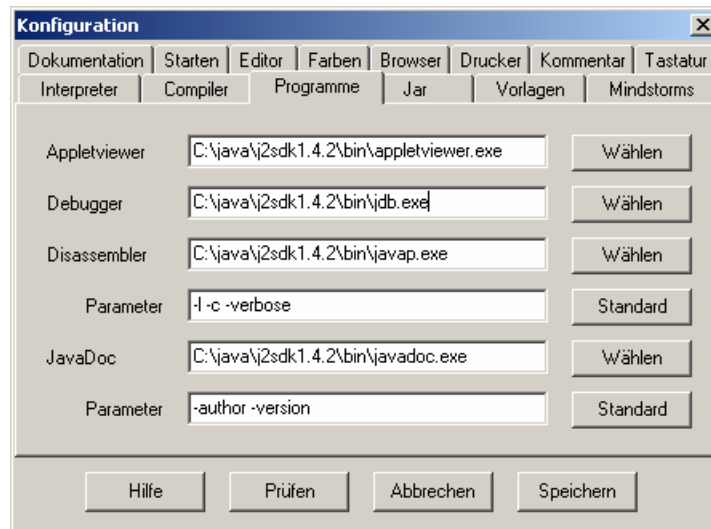 Konfiguration
Dokumentation Starten Editor Farben Browser Drucker Kommentar Tastatur
Interpreter Compiler Programme Jar Vorlagen Mindstorms
Appletviewer C:\java\j2sdk1.4.2\bin\appletviewer.exe Wählen
Debugger C:\java\j2sdk1.4.2\bin\jdb.exe Wählen
Disassembler C:\java\j2sdk1.4.2\bin\javap.exe Wählen
Parameter -l -c -verbose Standard
JavaDoc C:\java\j2sdk1.4.2\bin\javadoc.exe Wählen
Parameter -author -version Standard
Hilfe Prüfen Abbrechen Speichern